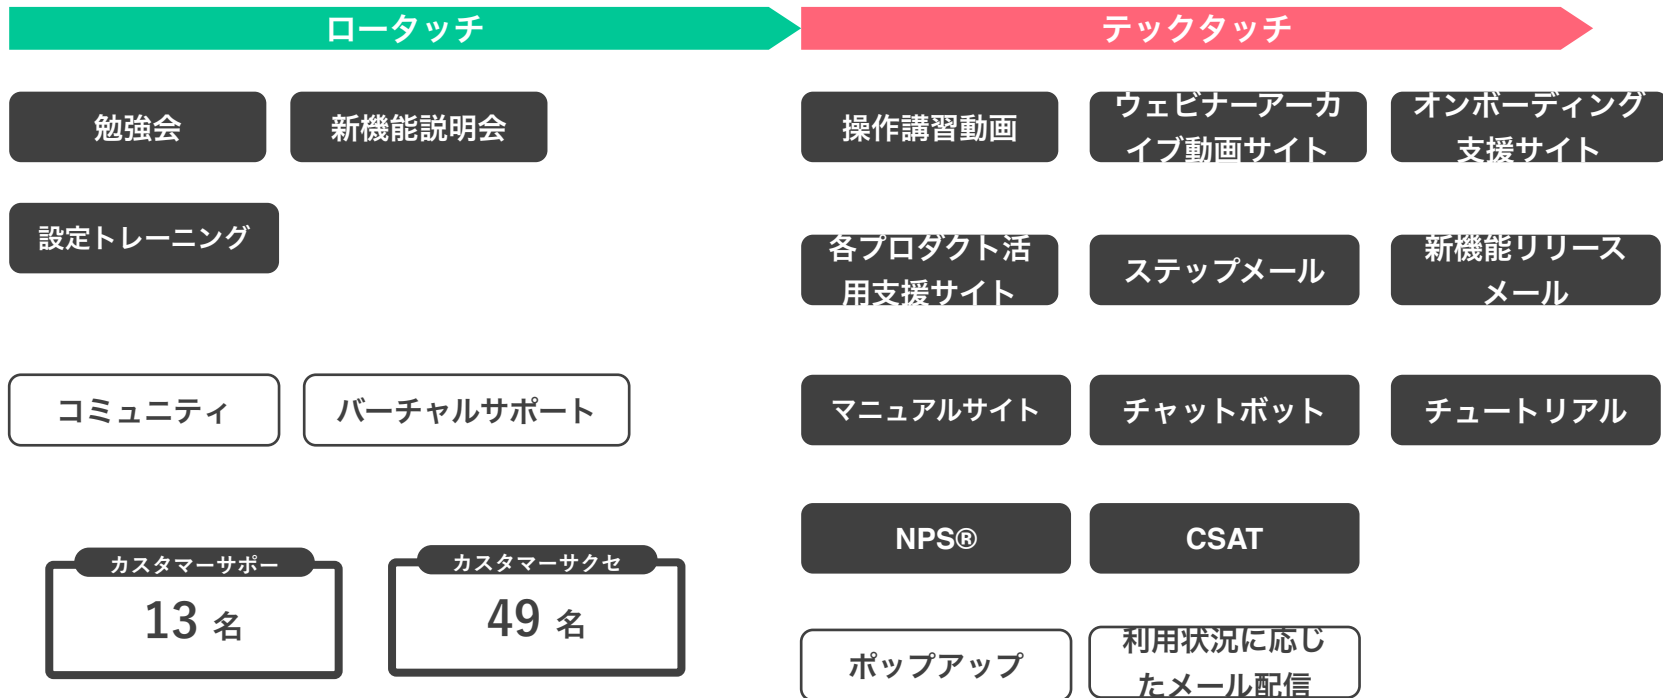 ロータッチ
勉強会
新機能説明会
設定トレーニング
コミュニティ
バーチャルサポート
カスタマーサポー
13 名
カスタマーサクセ
49 名
テックタッチ
操作講習動画
ウェビナーアーカ
イブ動画サイト
オンボーディング
支援サイト
各プロダクト活
用支援サイト
ステップメール
新機能リリース
メール
マニュアルサイト
チャットボット
チュートリアル
NPS®
CSAT
ポップアップ
利用状況に応じ
たメール配信